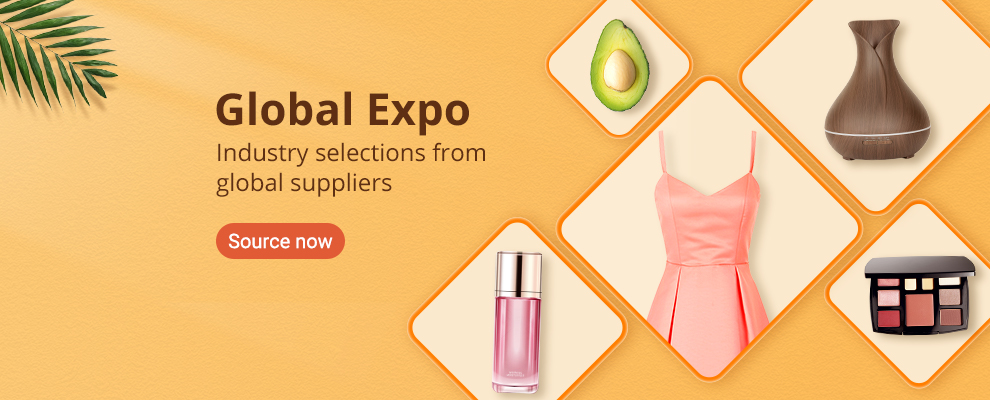 Global Expo
Industry selections from
global suppliers
Source now